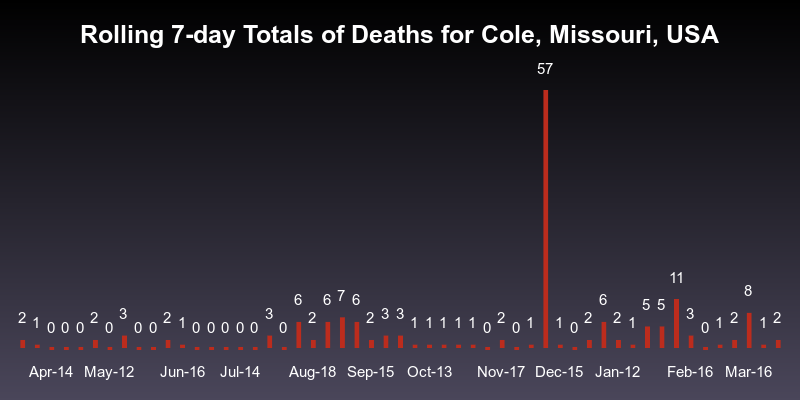 Rolling 7-day Totals of Deaths for Cole, Missouri, USA
57
2 1 0 0 0 2 0 3 0 0 2 1 0 0 0 0 0 3 0 6 2 6 7 6 2 3 3 1 1 1 1 1 0 2 0 1 1 0 2 6 2 1 5 5 11 3 0 1 2 8 1 2
Apr-14 May-12 Jun-16 Jul-14 Aug-18 Sep-15 Oct-13 Nov-17 Dec-15 Jan-12 Feb-16 Mar-16